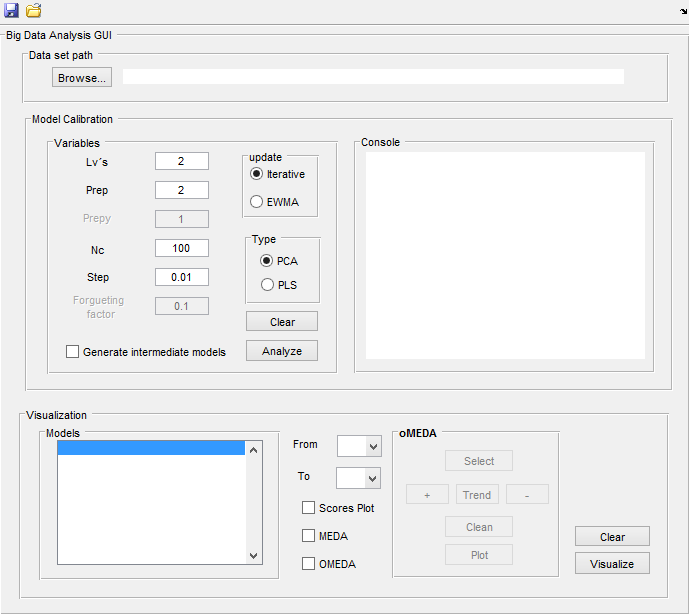 Big Data Analysis GUI
Data set path
Browse...
Model Calibration
Variables
Lv´s 2
Prep 2
Prepy 1
Nc 100
Step 0.01
Forgueting factor 0.1
Generate intermediate models
update
Iterative
EWMA
Type
PCA
PLS
Clear
Analyze
Console
Visualization
Models
From
To
Scores Plot
MEDA
OMEDA
oMEDA
Select
+ Trend -
Clean
Plot
Clear
Visualize